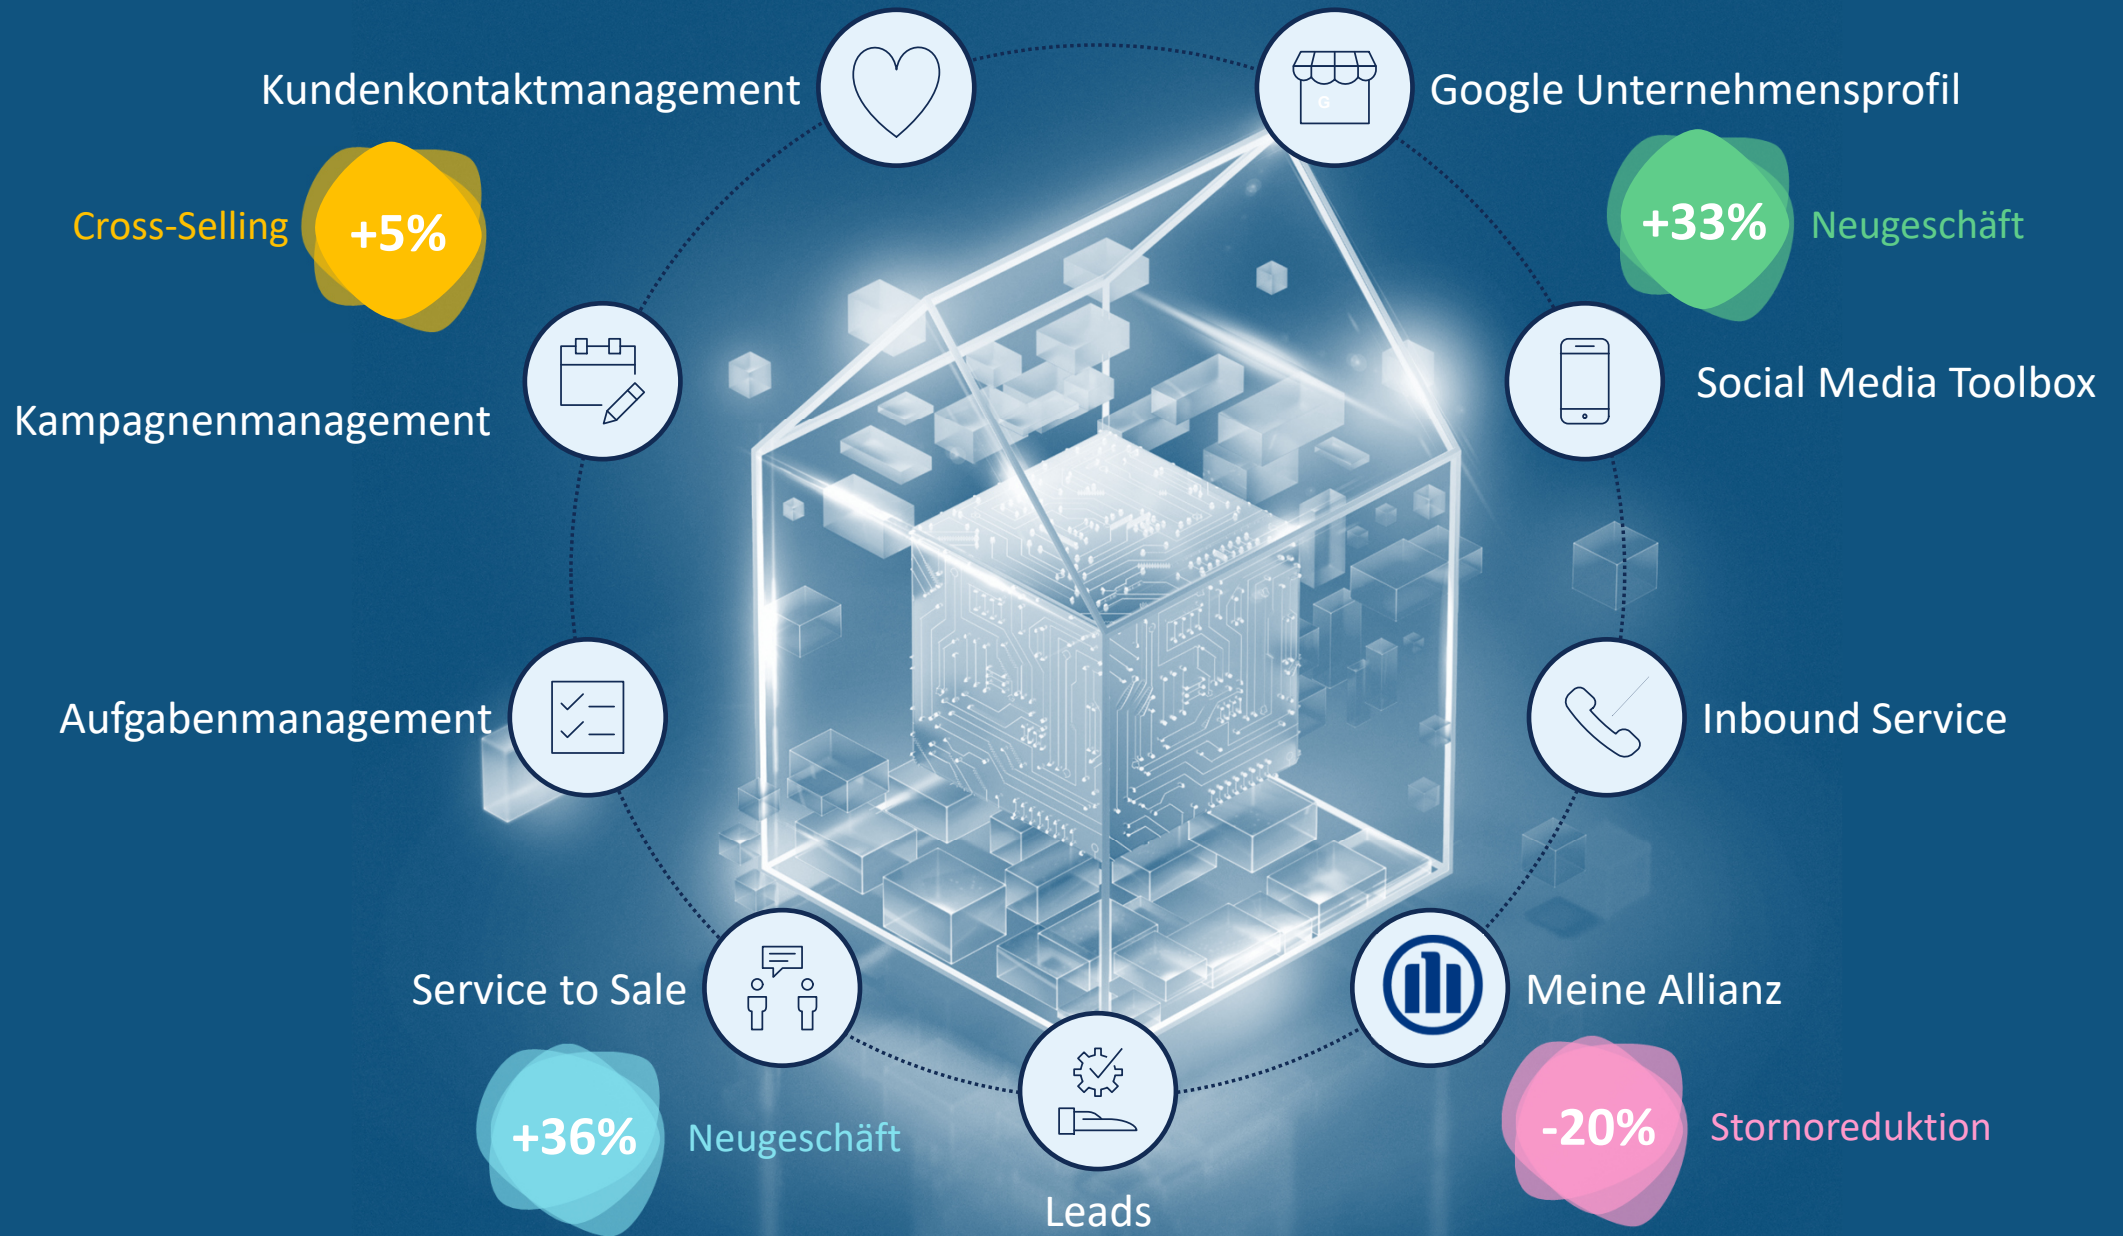 Kundenkontaktmanagement
Google Unternehmensprofil
G
Cross-Selling
+5%
+33%
Neugeschäft
Kampagnenmanagement
Social Media Toolbox
Aufgabenmanagement
Inbound Service
Service to Sale
Meine Allianz
+36%
Neugeschäft
-20%
Stornoreduktion
Leads